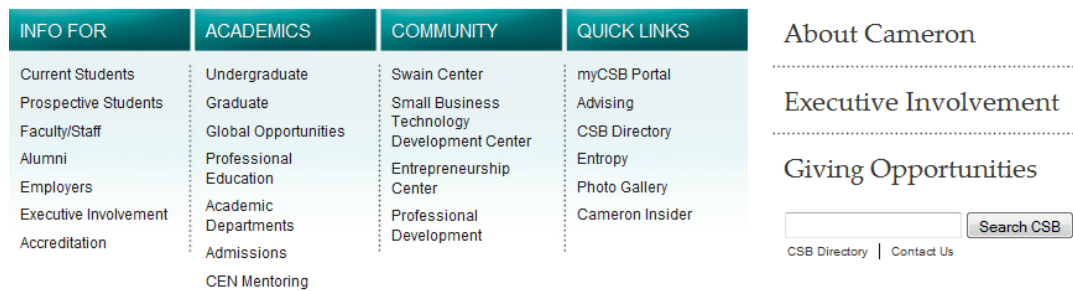 INFO FOR
Current Students
Prospective Students
Faculty/Staff
Alumni
Employers
Executive Involvement
Accreditation
ACADEMICS
Undergraduate
Graduate
Global Opportunities
Professional
Education
Academic
Departments
Admissions
CEN Mentoring
COMMUNITY
Swain Center
Small Business
Technology
Development Center
Entrepreneurship
Center
Professional
Development
QUICK LINKS
myCSB Portal
Advising
CSB Directory
Entropy
Photo Gallery
Cameron Insider
About Cameron
Executive Involvement
Giving Opportunities
Search CSB
CSB Directory | Contact Us